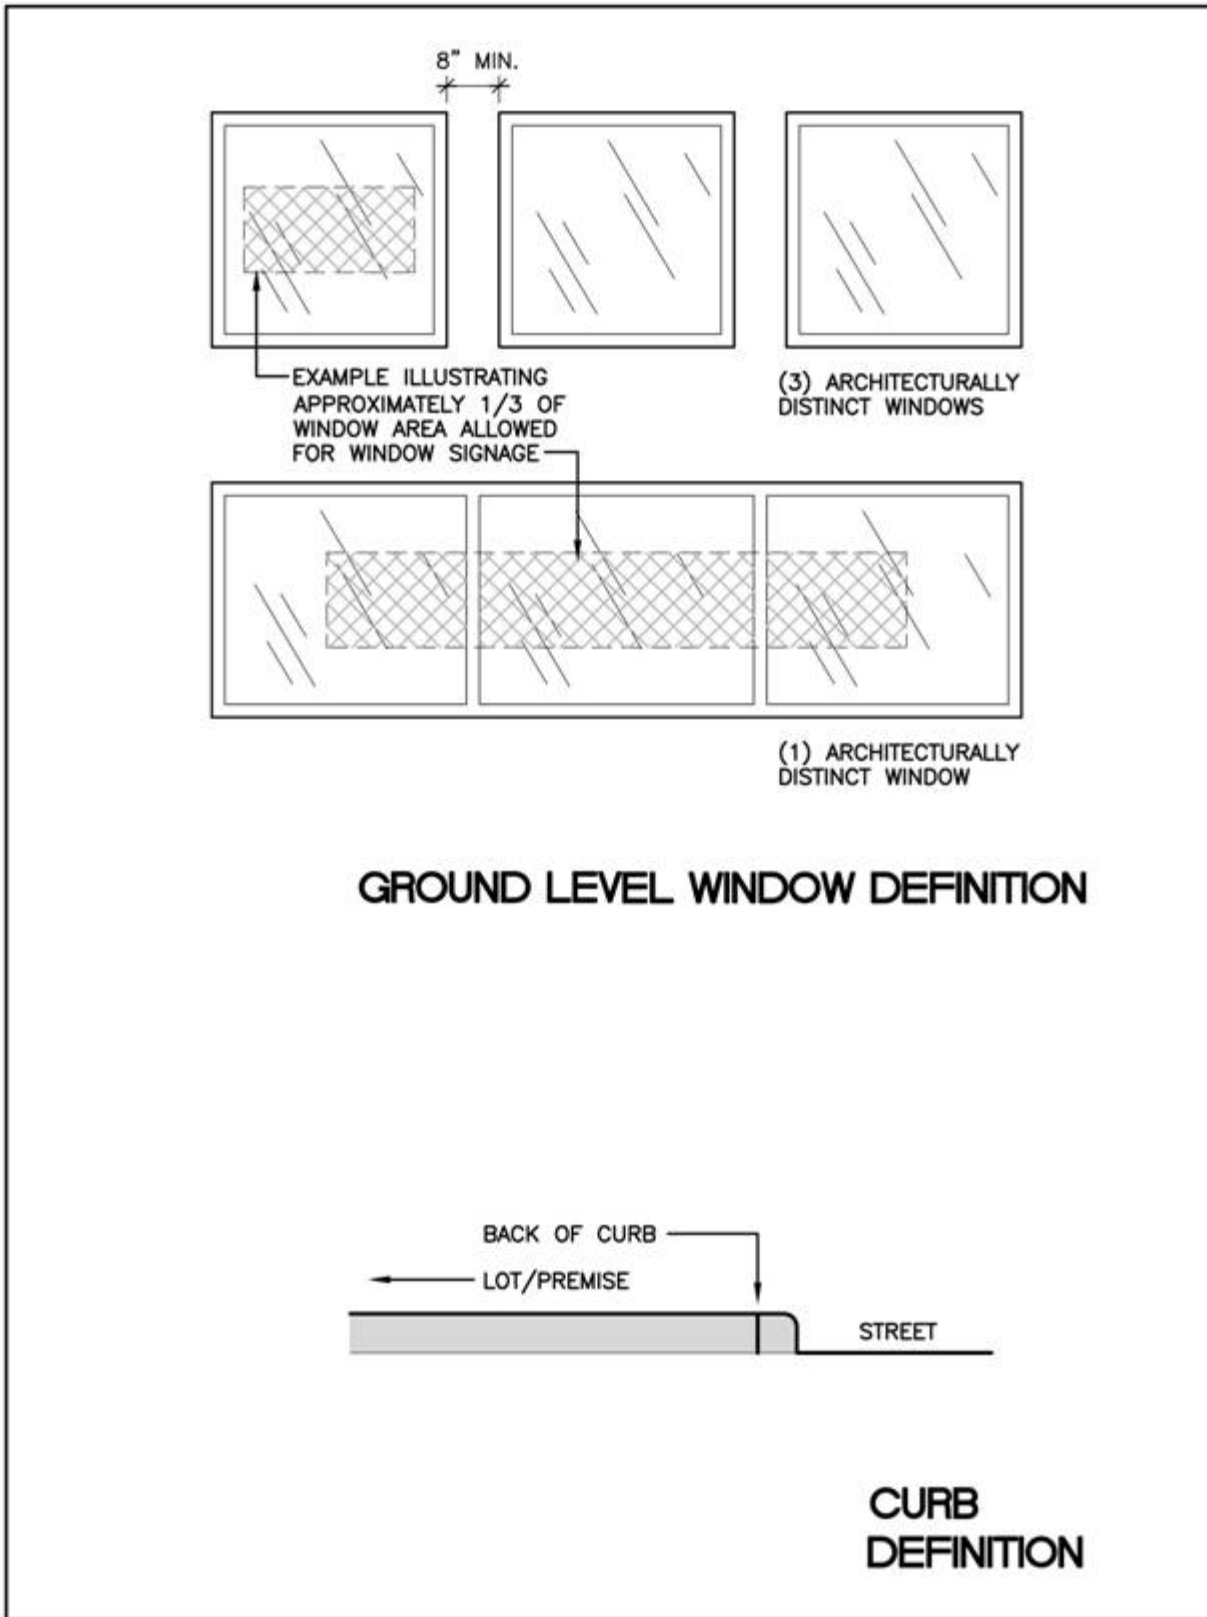 8" MIN.
EXAMPLE ILLUSTRATING
APPROXIMATELY 1/3 OF
WINDOW AREA ALLOWED
FOR WINDOW SIGNAGE
(3) ARCHITECTURALLY
DISTINCT WINDOWS
(1) ARCHITECTURALLY
DISTINCT WINDOW
GROUND LEVEL WINDOW DEFINITION
BACK OF CURB
LOT/PREMISE
STREET
CURB
DEFINITION